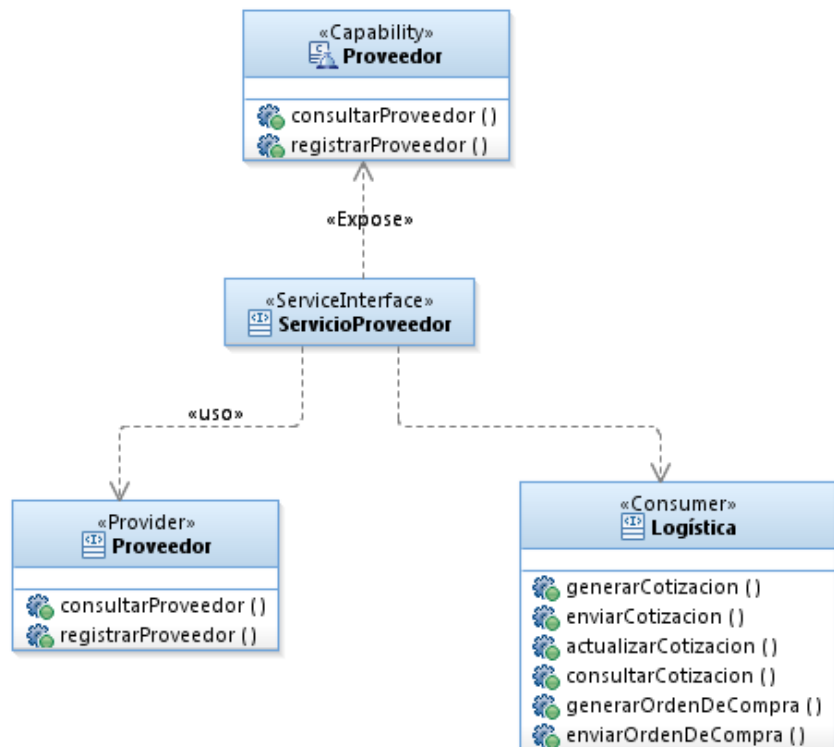 «Capability»
Proveedor
consultarProveedor ( )
registrarProveedor ( )
«Expose»
«ServiceInterface»
ServicioProveedor
«uso»
«Provider»
Proveedor
consultarProveedor ( )
registrarProveedor ( )
«Consumer»
Logística
generarCotizacion ( )
enviarCotizacion ( )
actualizarCotizacion ( )
consultarCotizacion ( )
generarOrdenDeCompra ( )
enviarOrdenDeCompra ( )